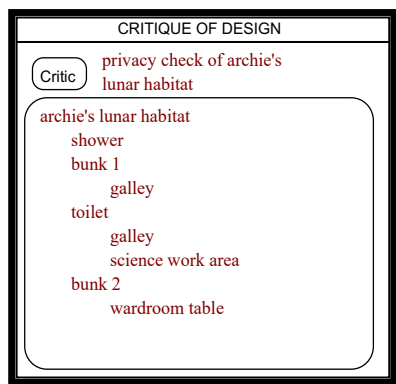 CRITIQUE OF DESIGN
Critic
privacy check of archie's
lunar habitat
archie's lunar habitat
shower
bunk 1
galley
toilet
galley
science work area
bunk 2
wardroom table